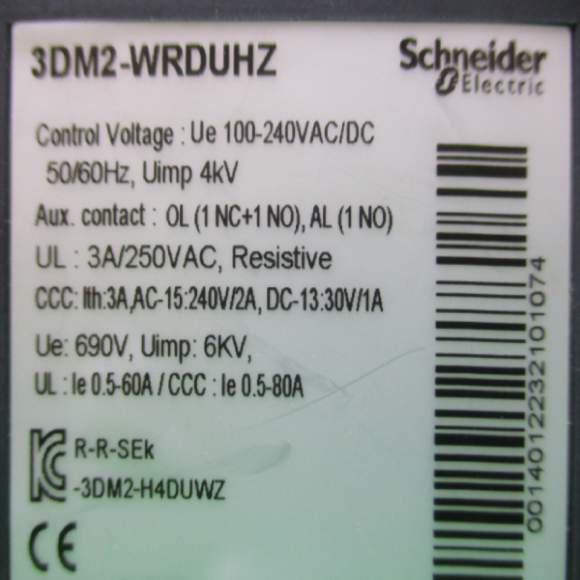 3DM2-WRDUHZ
Schneider
Electric
Control Voltage : Ue 100-240VAC/DC
50/60Hz, Uimp 4kV
Aux. contact : OL (1 NC+1 NO), AL (1 NO)
UL : 3A/250VAC, Resistive
CCC: Ith:3A,AC-15:240V/2A, DC-13:30V/1A
Ue: 690V, Uimp: 6KV,
UL : Ie 0.5-60A / CCC : Ie 0.5-80A
R-R-SEk
-3DM2-H4DUWZ
CE
0014012232101074